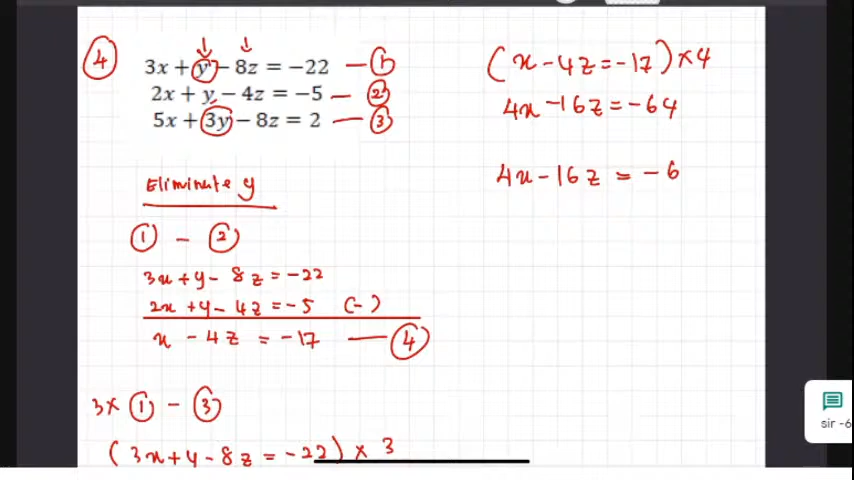 4
3x + y − 8z = −22 — 1
2x + y − 4z = −5 — 2
5x + 3y − 8z = 2 — 3
Eliminate y
1 − 2
3x + y − 8z = −22
2x + y − 4z = −5 (−)
x − 4z = −17 — 4
3× 1 − 3
(3x + y − 8z = −22) × 3
(x − 4z = −17) × 4
4x − 16z = −64
4x − 16z = −6
sir -6